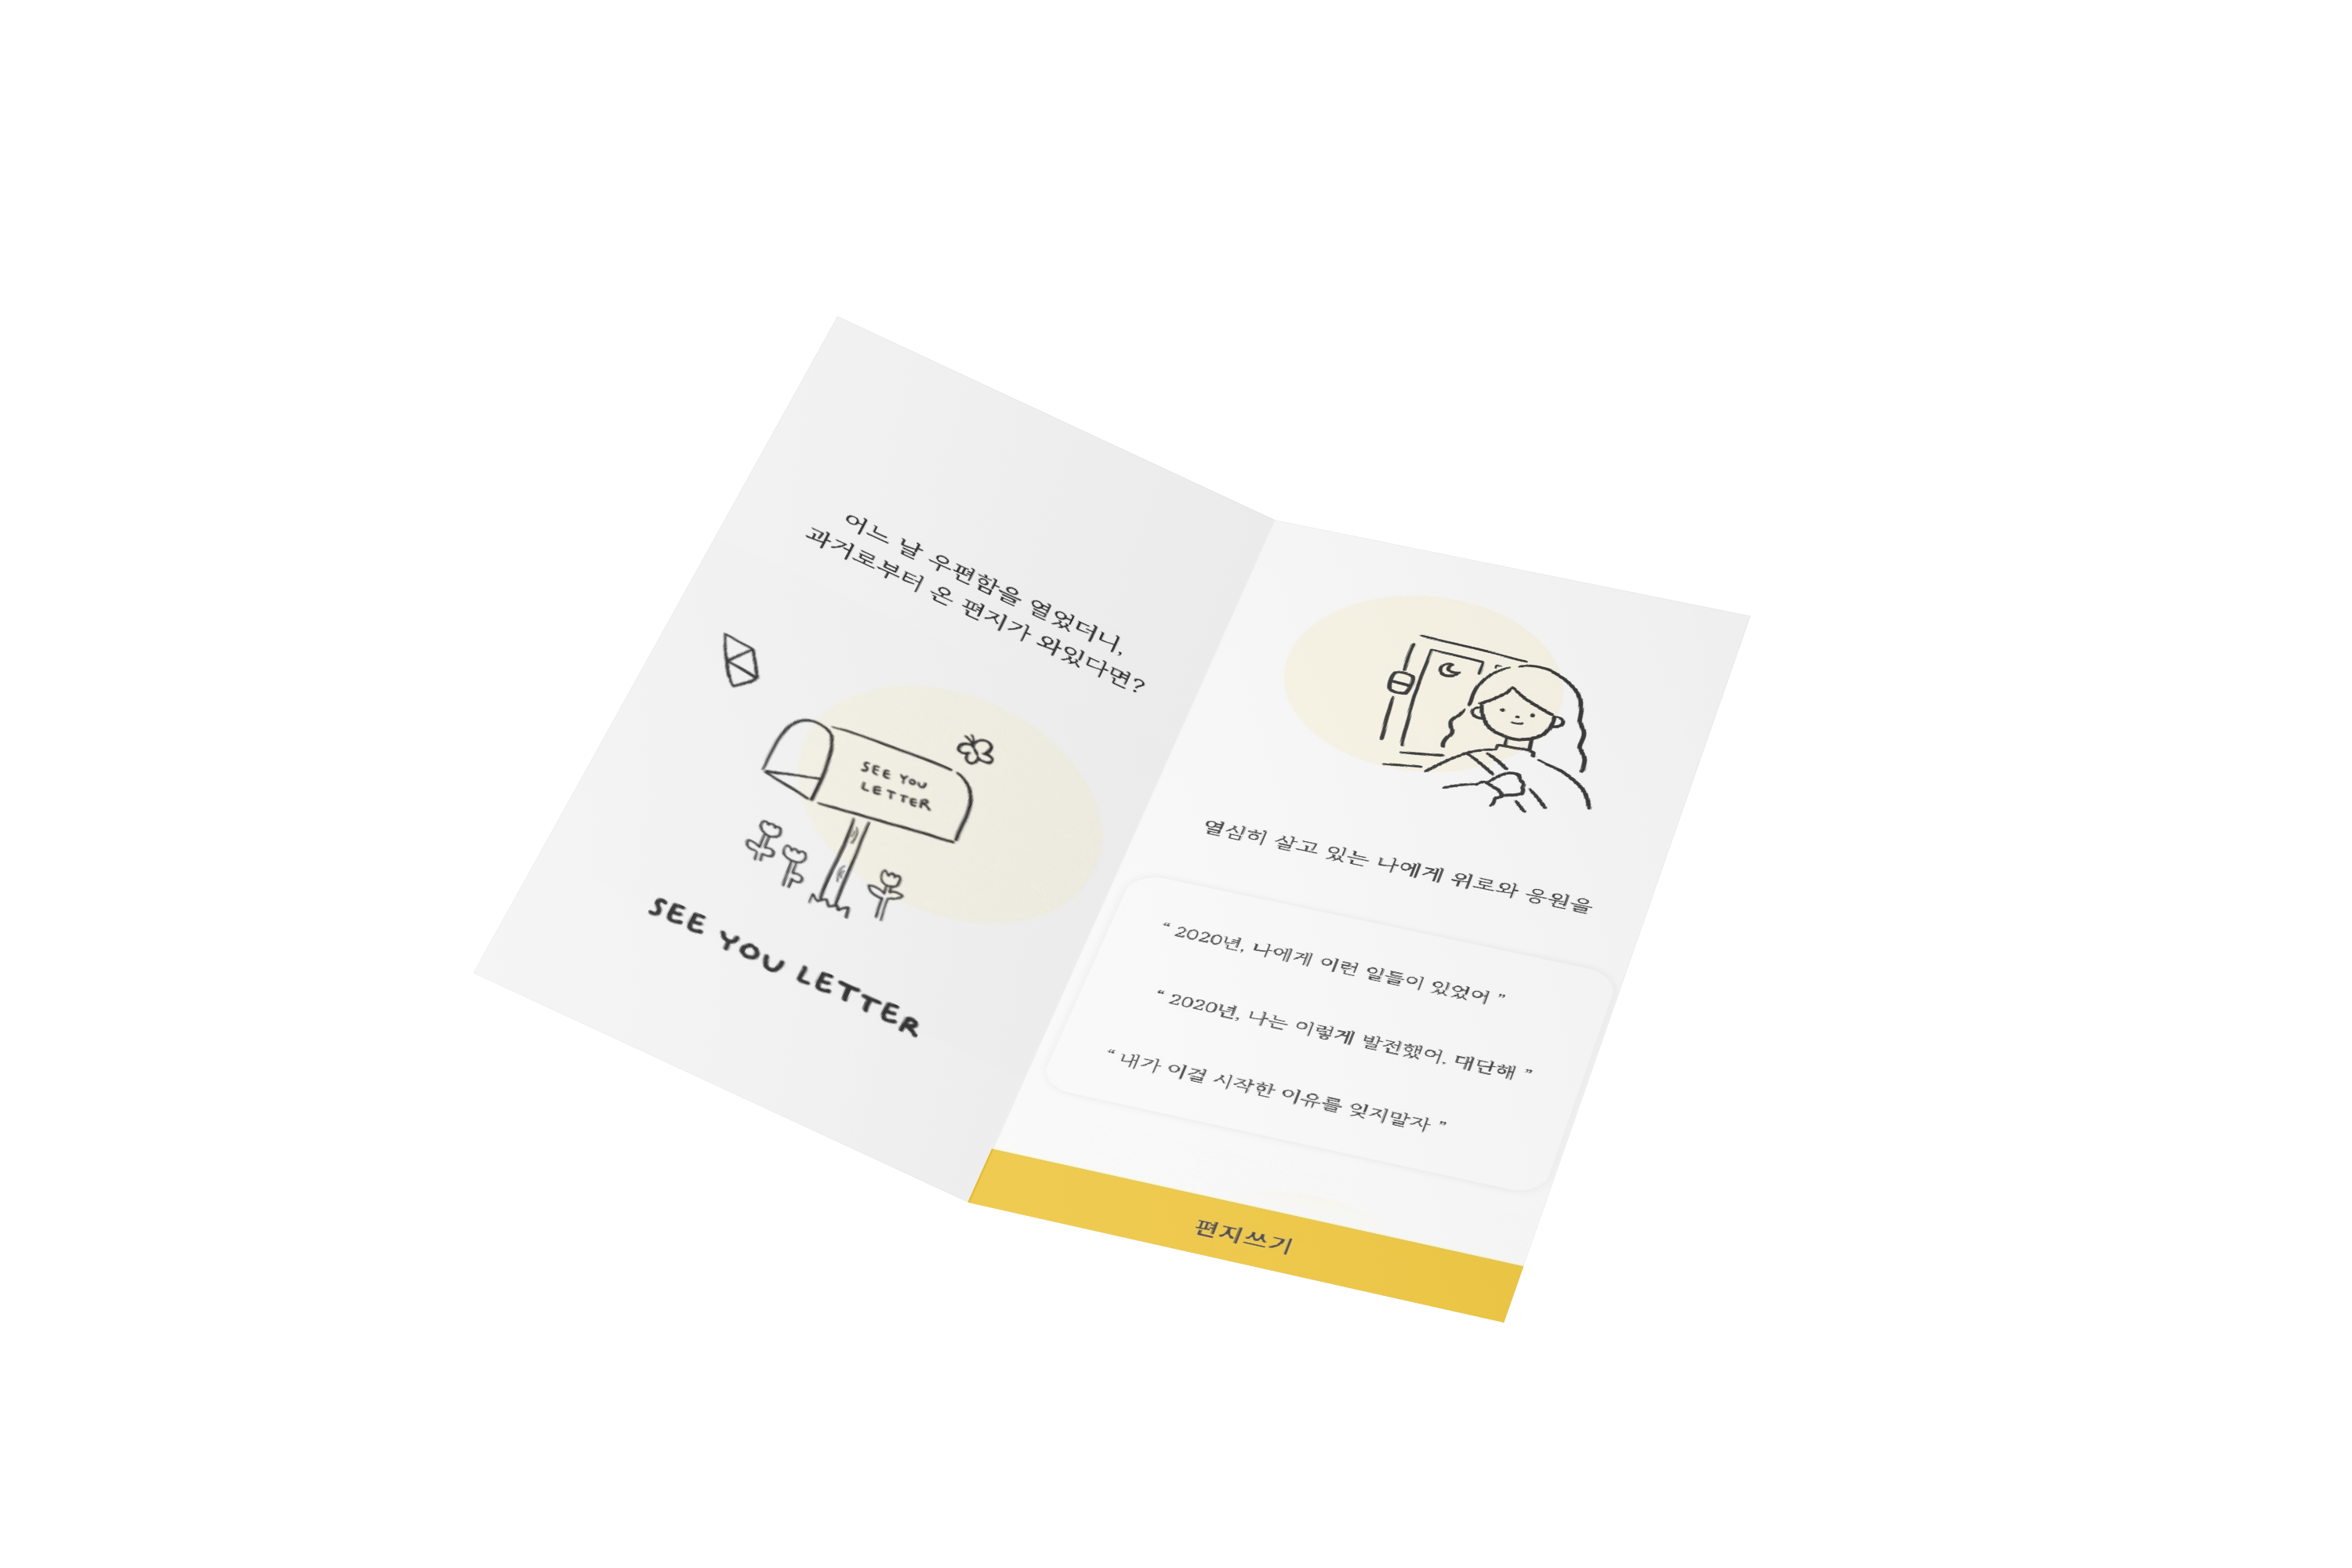 어느 날 우편함을 열었더니,
과거로부터 온 편지가 와있다면?
SEE YOU
LETTER
SEE YOU LETTER
열심히 살고 있는 나에게 위로와 응원을
“ 2020년, 나에게 이런 일들이 있었어 ”
“ 2020년, 나는 이렇게 발전했어. 대단해 ”
“ 내가 이걸 시작한 이유를 잊지말자 ”
편지쓰기